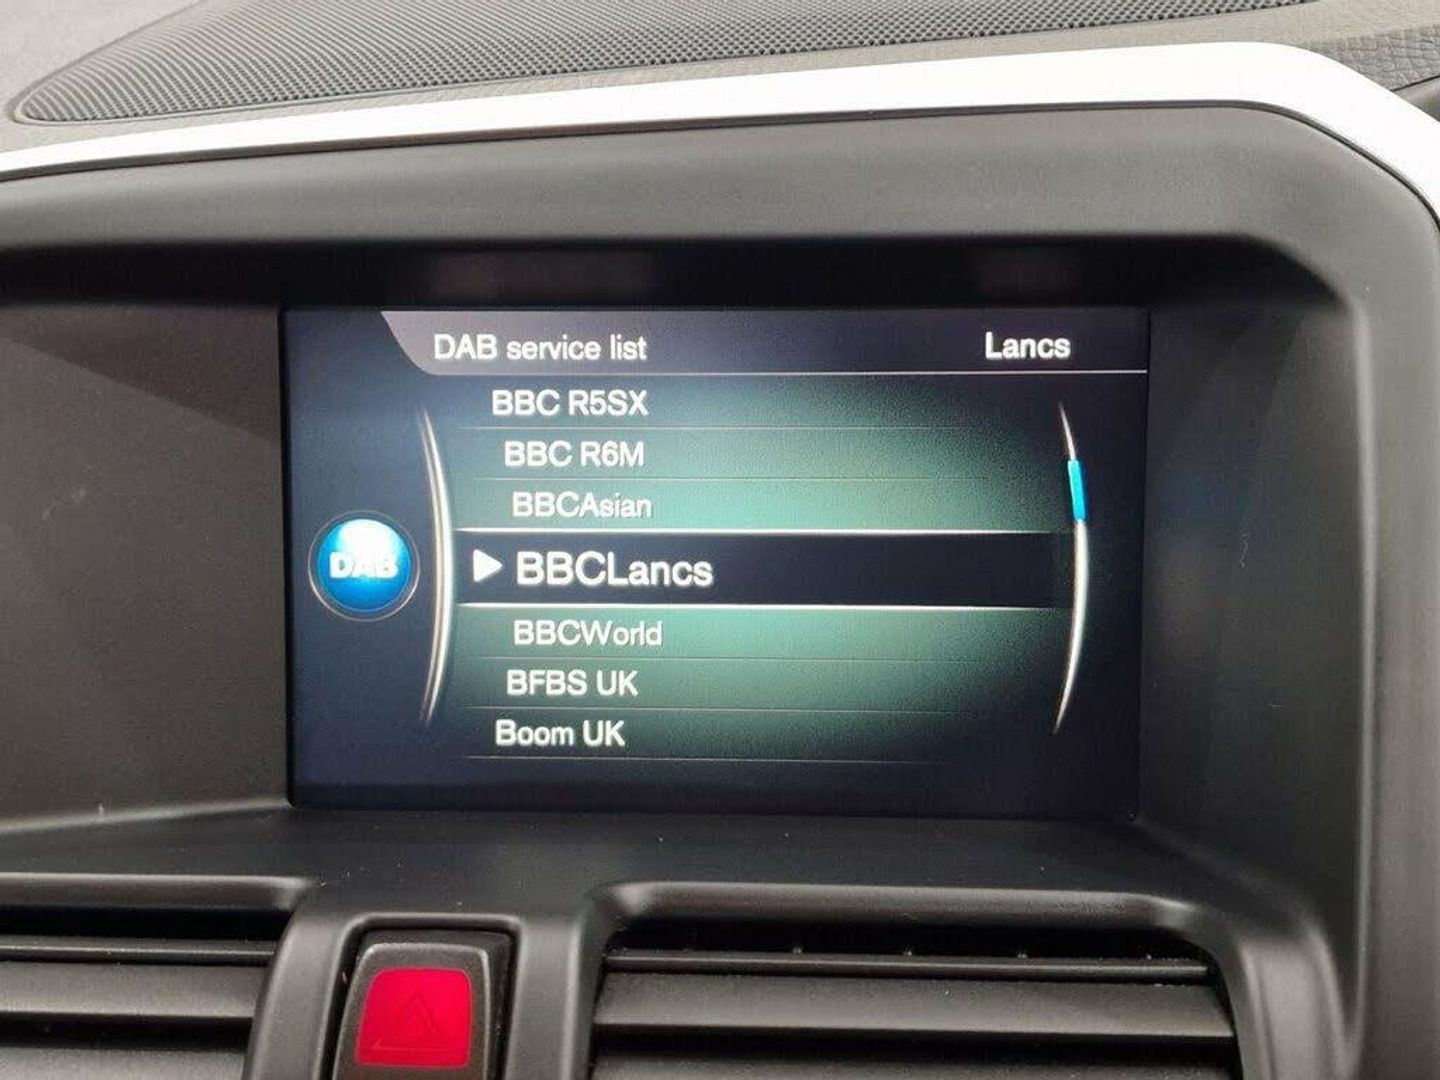 DAB service list Lancs
BBC R5SX
BBC R6M
BBCAsian
DAB
BBCLancs
BBCWorld
BFBS UK
Boom UK